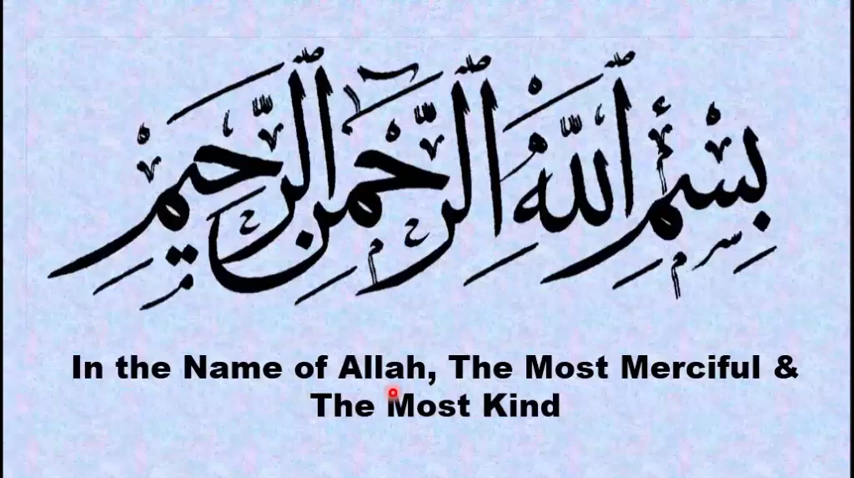 بِسْمِ اللَّهِ الرَّحْمَٰنِ الرَّحِيمِ
In the Name of Allah, The Most Merciful &
The Most Kind